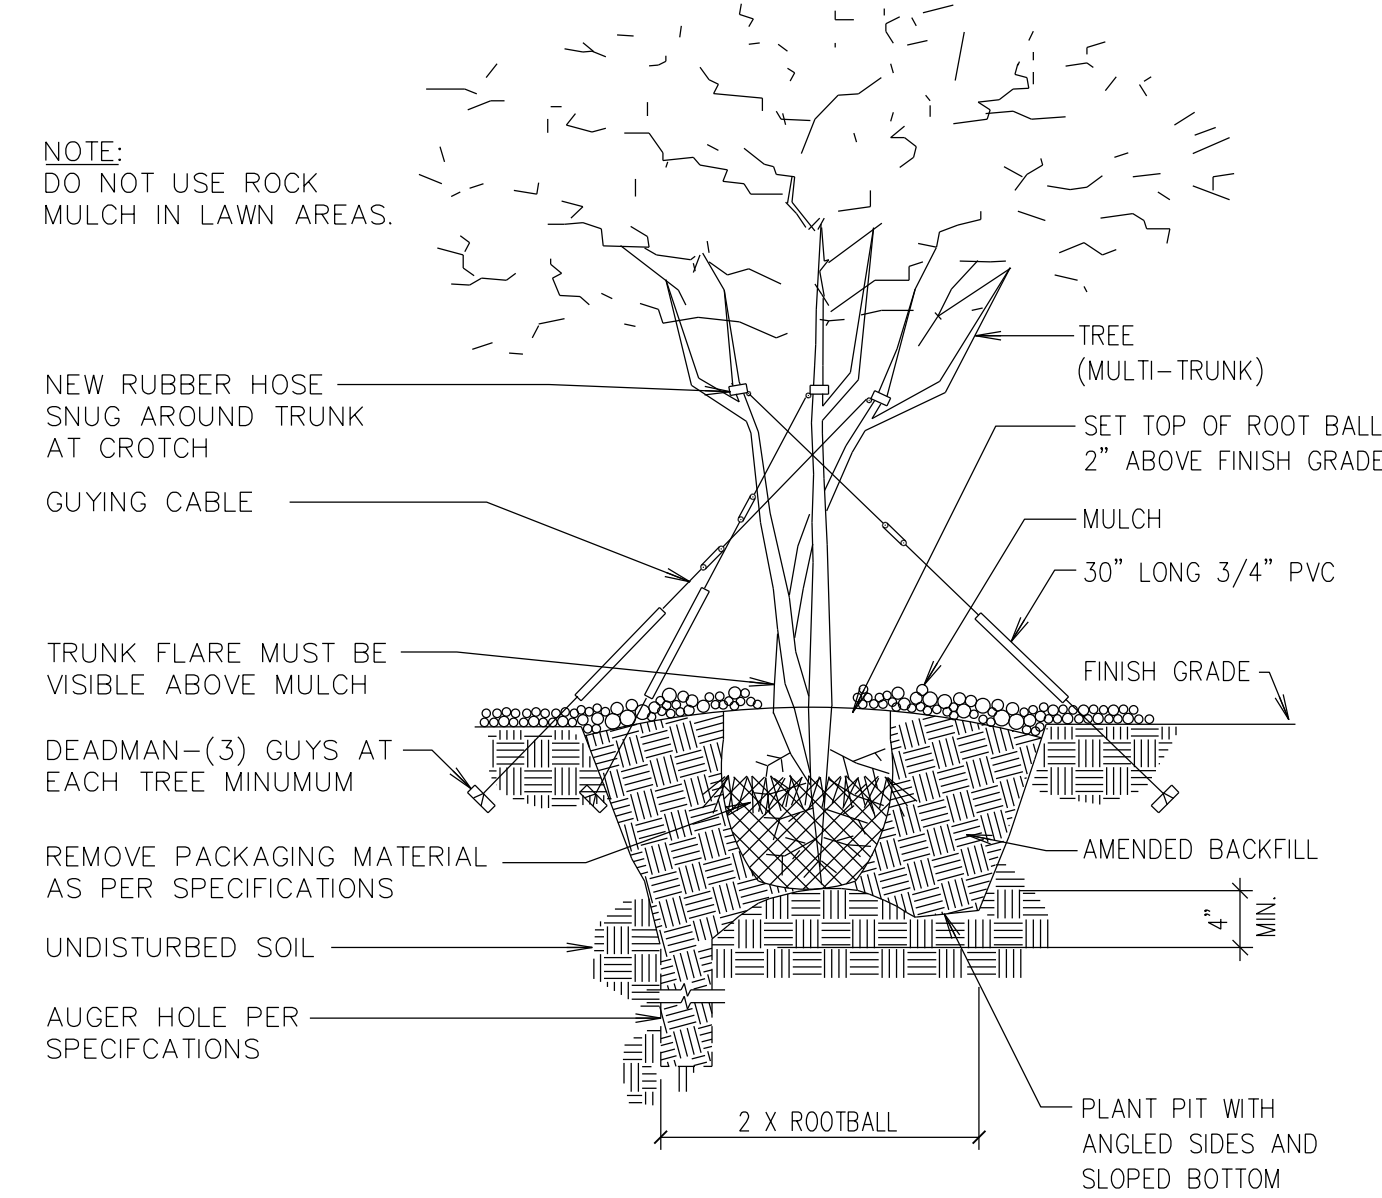 NOTE:
DO NOT USE ROCK
MULCH IN LAWN AREAS.
NEW RUBBER HOSE
SNUG AROUND TRUNK
AT CROTCH
GUYING CABLE
TRUNK FLARE MUST BE
VISIBLE ABOVE MULCH
DEADMAN-(3) GUYS AT
EACH TREE MINUMUM
REMOVE PACKAGING MATERIAL
AS PER SPECIFICATIONS
UNDISTURBED SOIL
AUGER HOLE PER
SPECIFCATIONS
TREE
(MULTI-TRUNK)
SET TOP OF ROOT BALL
2" ABOVE FINISH GRADE
MULCH
30" LONG 3/4" PVC
FINISH GRADE
AMENDED BACKFILL
4"
MIN.
2 X ROOTBALL
PLANT PIT WITH
ANGLED SIDES AND
SLOPED BOTTOM